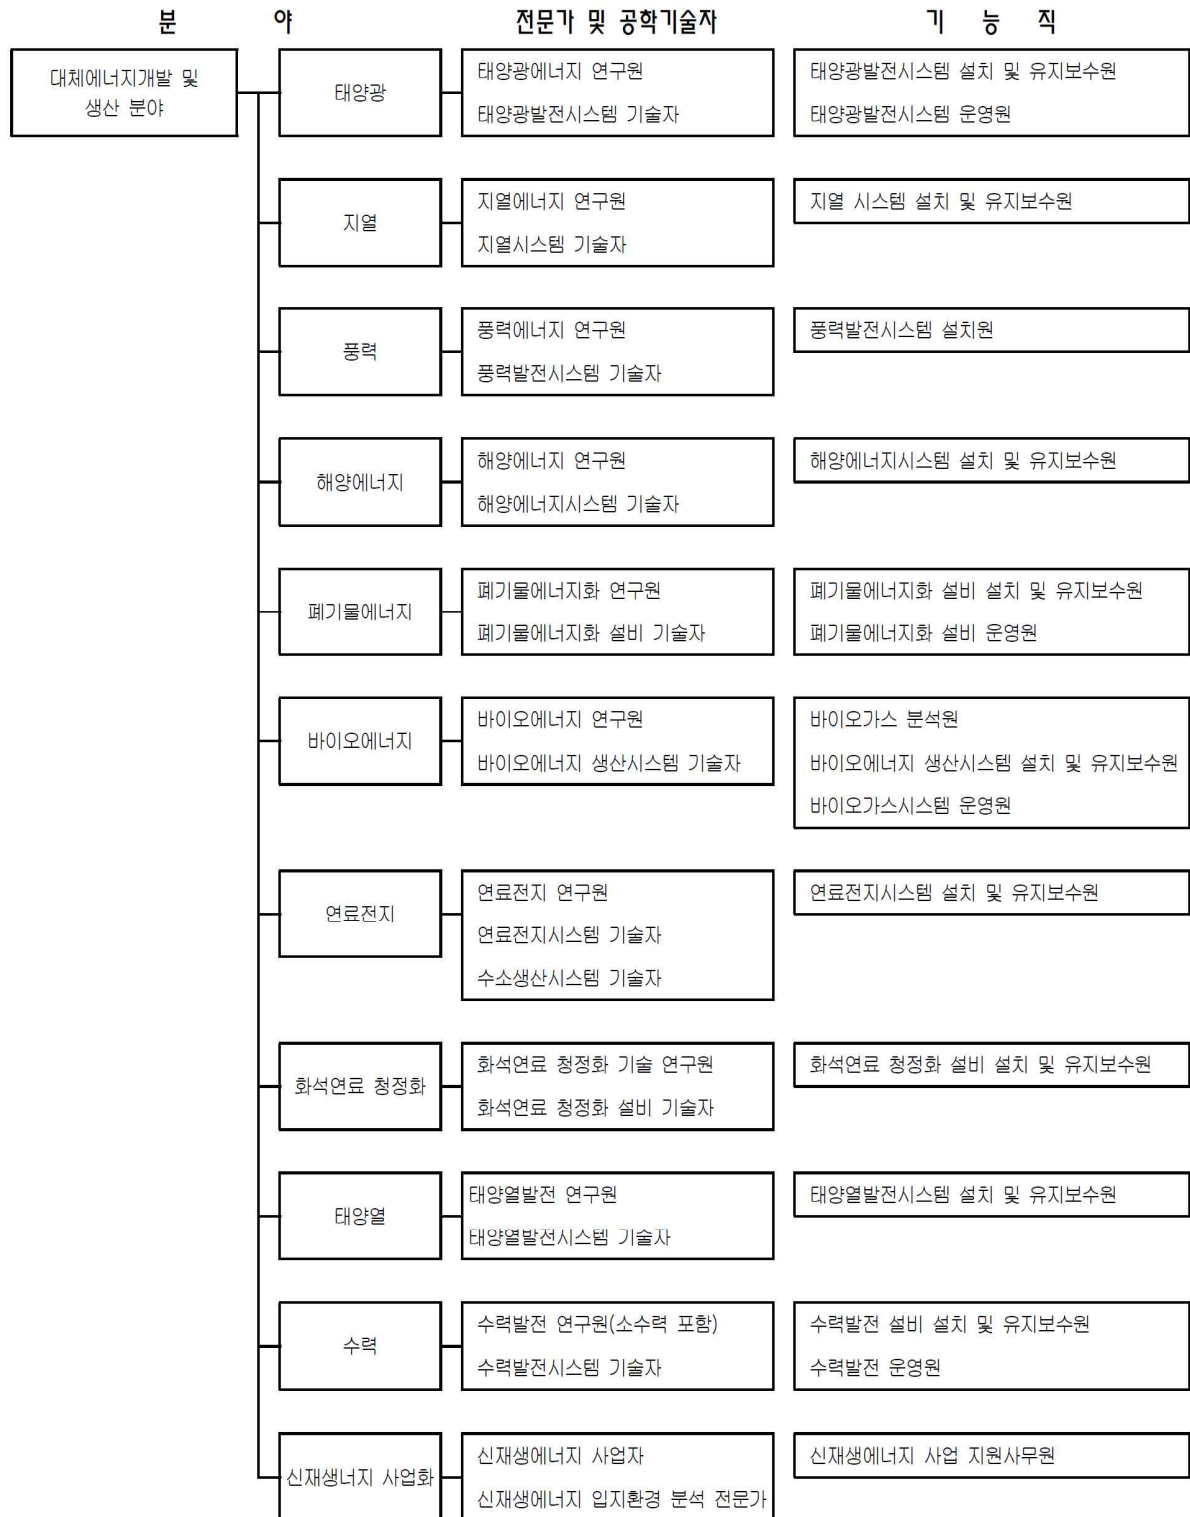 분 야 전문가 및 공학기술자 기 능 직
대체에너지개발 및
생산 분야
태양광
태양광에너지 연구원
태양광발전시스템 기술자
태양광발전시스템 설치 및 유지보수원
태양광발전시스템 운영원
지열
지열에너지 연구원
지열시스템 기술자
지열 시스템 설치 및 유지보수원
풍력
풍력에너지 연구원
풍력발전시스템 기술자
풍력발전시스템 설치원
해양에너지
해양에너지 연구원
해양에너지시스템 기술자
해양에너지시스템 설치 및 유지보수원
폐기물에너지
폐기물에너지화 연구원
폐기물에너지화 설비 기술자
폐기물에너지화 설비 설치 및 유지보수원
폐기물에너지화 설비 운영원
바이오에너지
바이오에너지 연구원
바이오에너지 생산시스템 기술자
바이오가스 분석원
바이오에너지 생산시스템 설치 및 유지보수원
바이오가스시스템 운영원
연료전지
연료전지 연구원
연료전지시스템 기술자
수소생산시스템 기술자
연료전지시스템 설치 및 유지보수원
화석연료 청정화
화석연료 청정화 기술 연구원
화석연료 청정화 설비 기술자
화석연료 청정화 설비 설치 및 유지보수원
태양열
태양열발전 연구원
태양열발전시스템 기술자
태양열발전시스템 설치 및 유지보수원
수력
수력발전 연구원(소수력 포함)
수력발전시스템 기술자
수력발전 설비 설치 및 유지보수원
수력발전 운영원
신재생너지 사업화
신재생에너지 사업자
신재생에너지 입지환경 분석 전문가
신재생에너지 사업 지원사무원